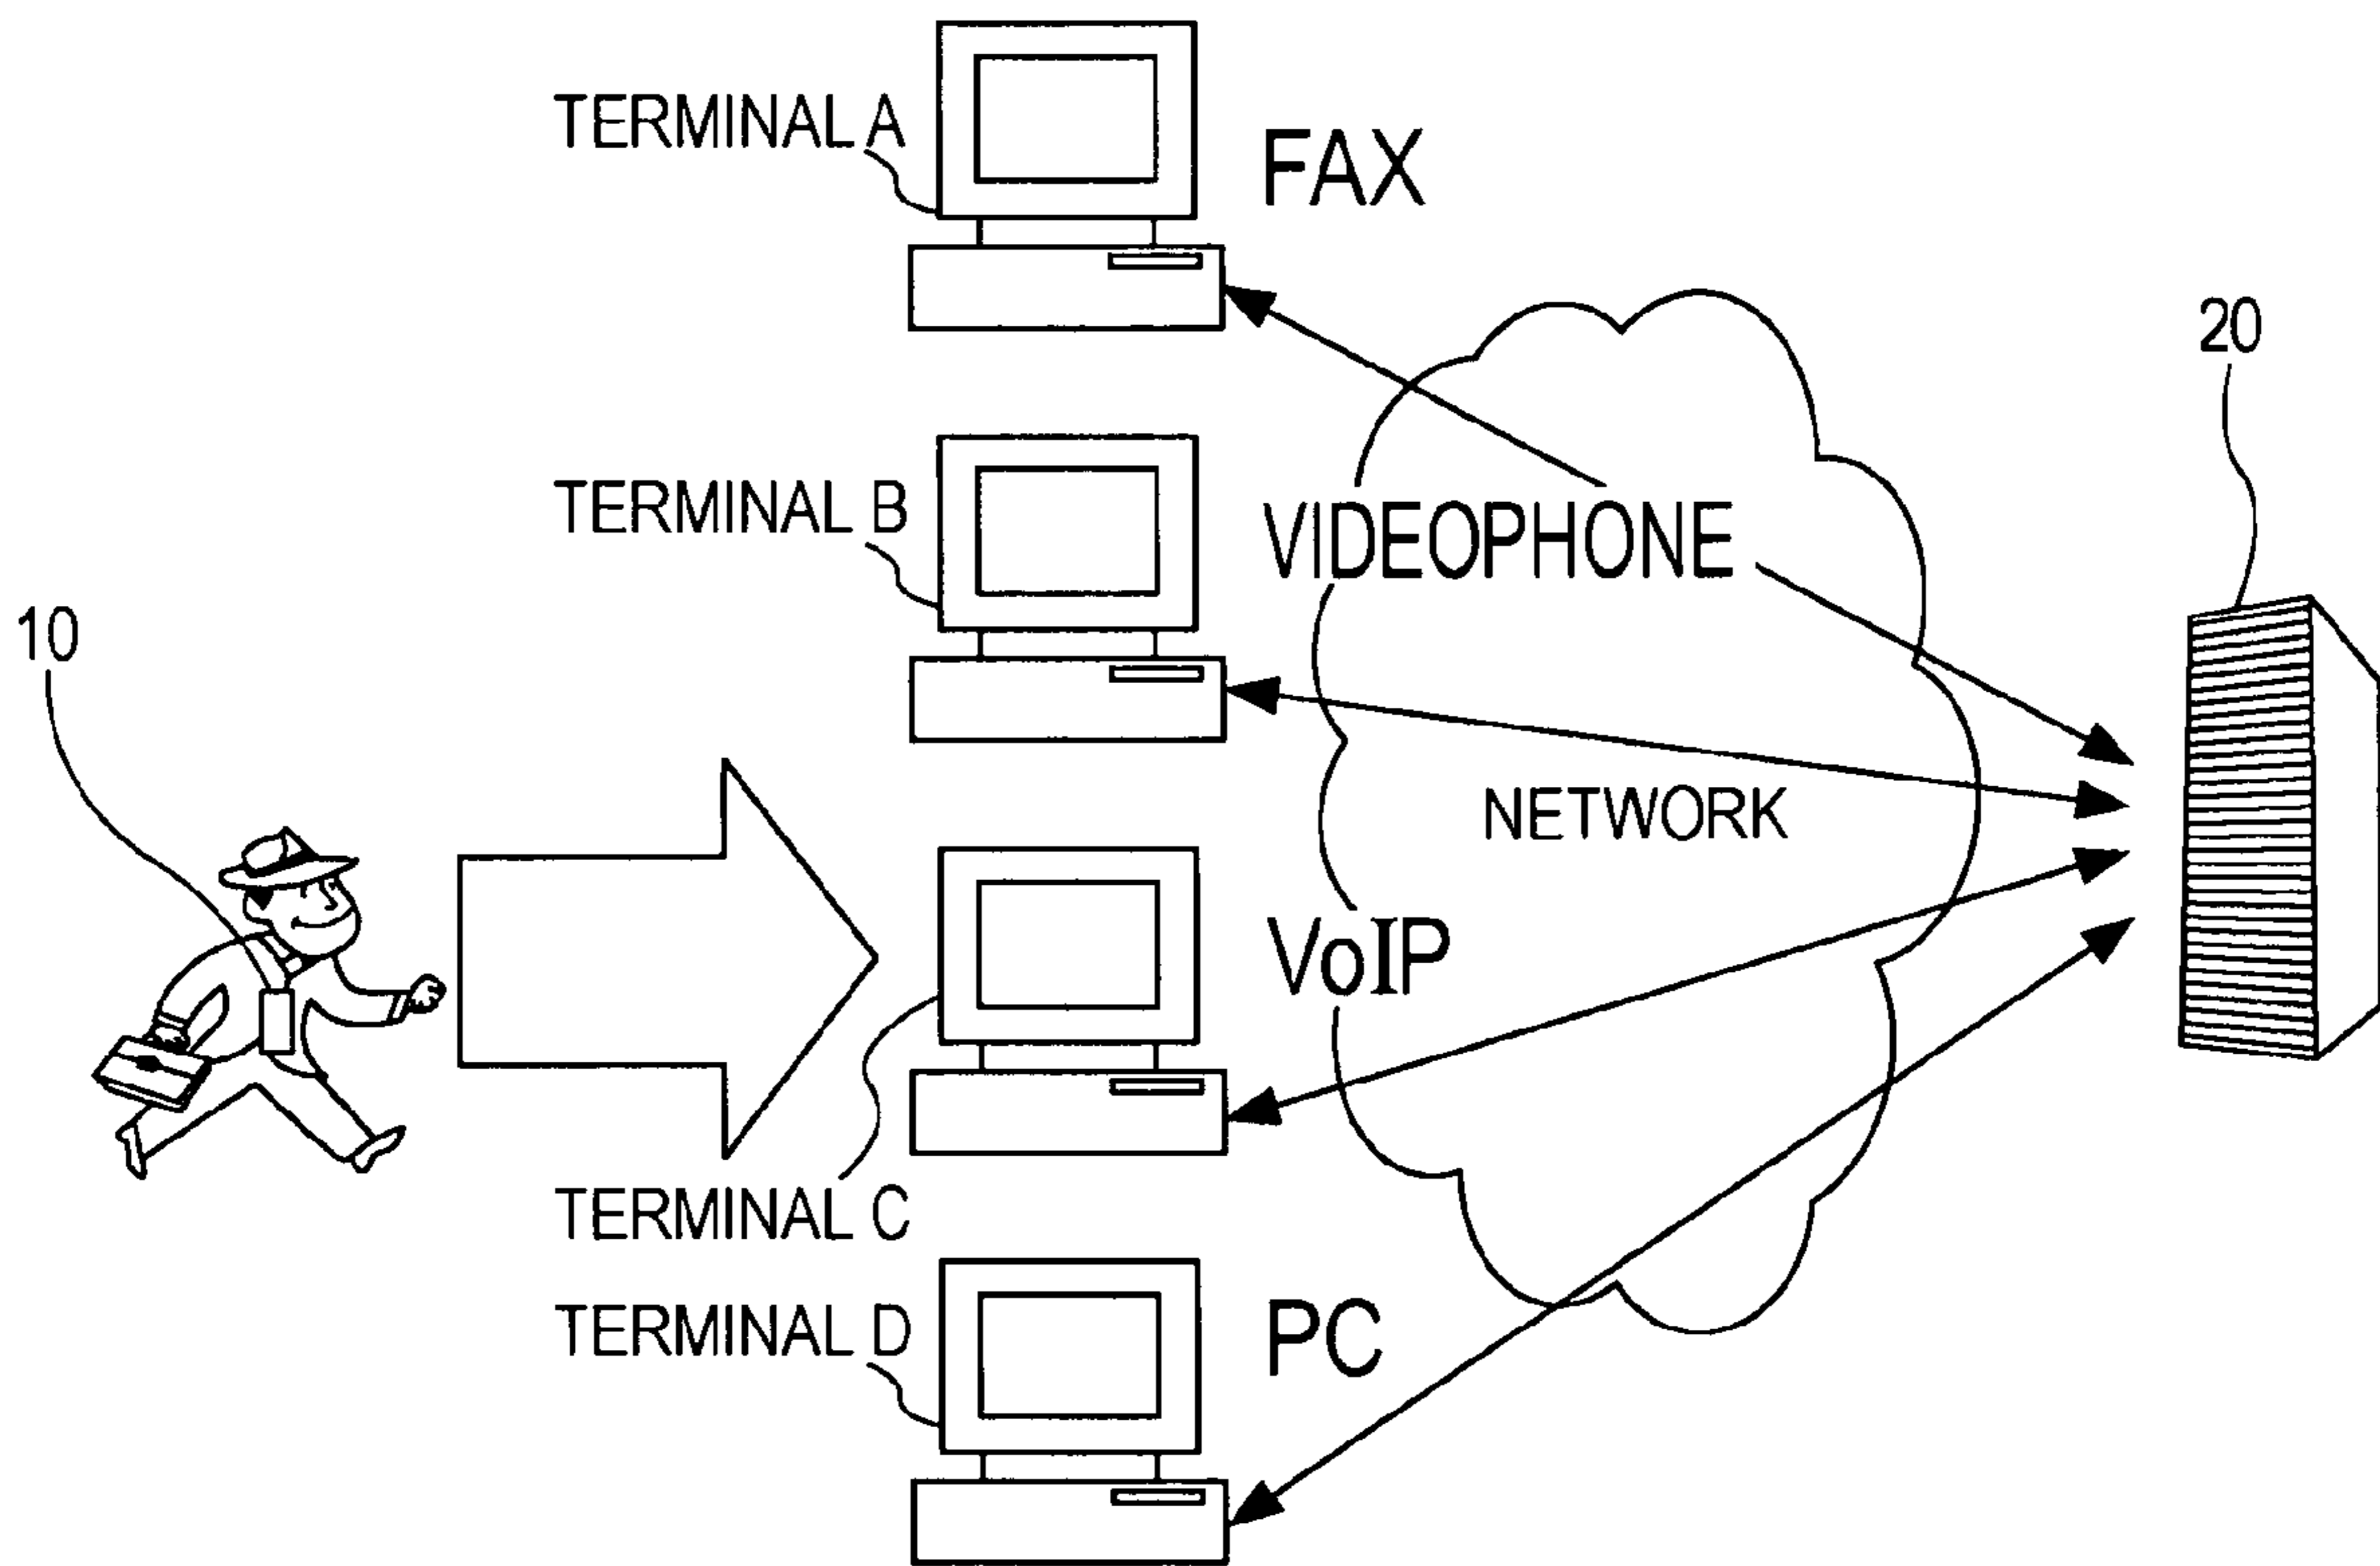 TERMINAL A
FAX
20
TERMINAL B
VIDEOPHONE
10
NETWORK
VoIP
TERMINAL C
TERMINAL D
PC